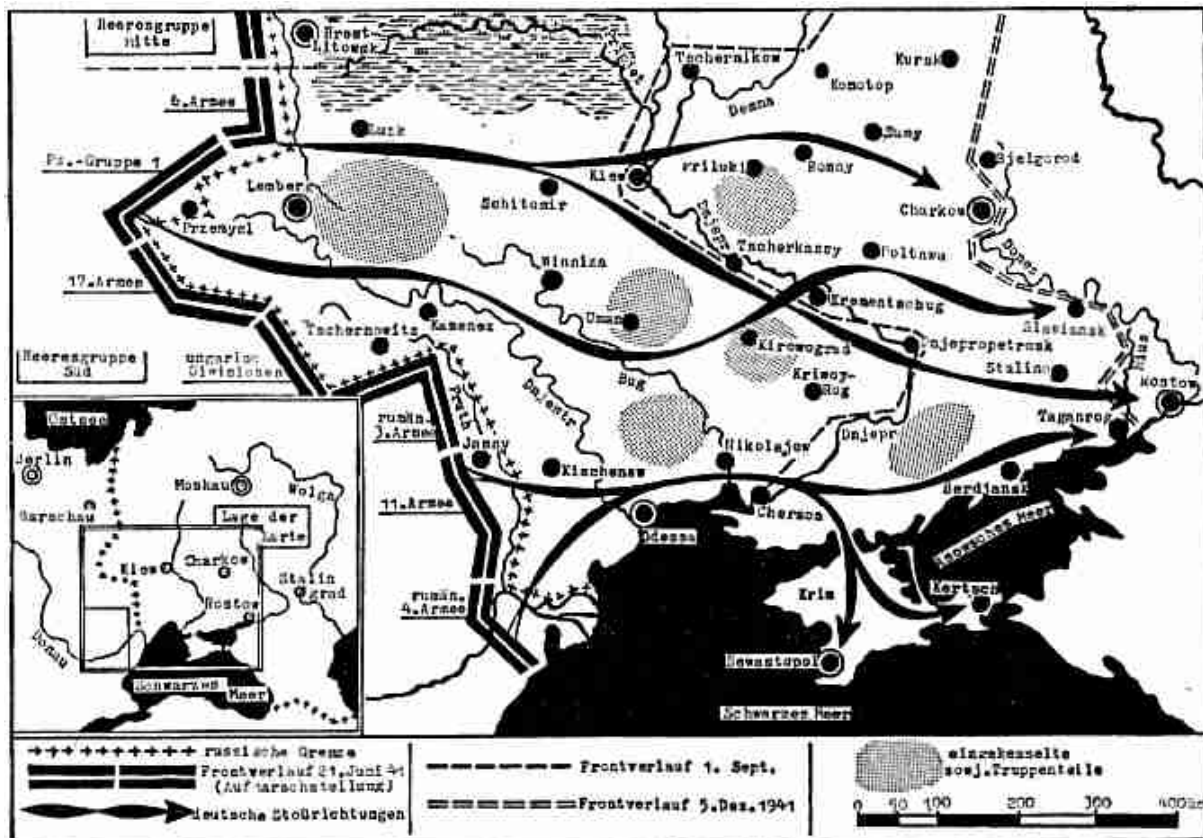 Heeresgruppe
Mitte
Brest-
Litowsk
6. Armee
Pz.-Gruppe 1
17. Armee
Heeresgruppe
Süd
Divisionen
rumän.
3. Armee
11. Armee
rumän.
4. Armee
Tschernikow
Kursk
Konotop
Desna
Luzk
Sumy
Bjelgorod
Lemberg
Kiew
Priluki
Romny
Przemysl
Schitomir
Charkow
Dnjepr
Donez
Tscherkassy
Poltawa
Winniza
Krementschug
Uman
Slawiansk
Tschernowitz
Kamenez
Kirowograd
Dnjepropetrowsk
Stalino
Mius
Rostow
Kriwoy-
Rog
Bug
Dnjestr
Pruth
Taganrog
Nikolajew
Dnjepr
Jassy
Kischenew
Berdjansk
Cherson
Odessa
Asowsches Meer
Krim
Kertsch
Sewastopol
Schwarzes Meer
Ostsee
Berlin
Moskau
Wolga
Warschau
Lage der
Karte
Kiew
Charkow
Stalin
grad
Rostow
Donau
Schwarzes
Meer
russische Grenze
Frontverlauf 21. Juni 41
(Aufmarschstellung)
deutsche Stoßrichtungen
Frontverlauf 1. Sept.
Frontverlauf 5. Dez. 1941
eingekesselte
sowj. Truppenteile
0 50 100 200 300 400